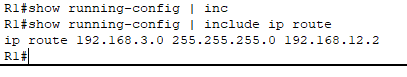 R1#show running-config | inc
R1#show running-config | include ip route
ip route 192.168.3.0 255.255.255.0 192.168.12.2
R1#